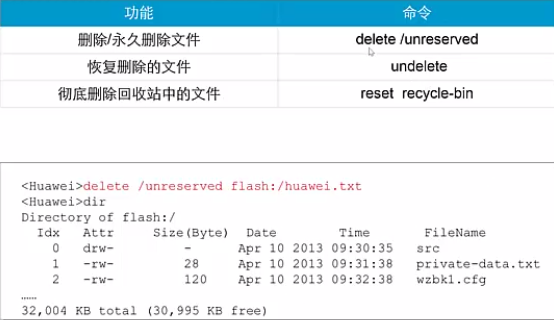 功能 命令
删除/永久删除文件 delete /unreserved
恢复删除的文件 undelete
彻底删除回收站中的文件 reset recycle-bin
<Huawei>delete /unreserved flash:/huawei.txt
<Huawei>dir
Directory of flash:/
Idx Attr Size(Byte) Date Time FileName
0 drw- - Apr 10 2013 09:30:35 src
1 -rw- 28 Apr 10 2013 09:31:38 private-data.txt
2 -rw- 120 Apr 10 2013 09:32:38 wzbk1.cfg
……
32,004 KB total (30,995 KB free)